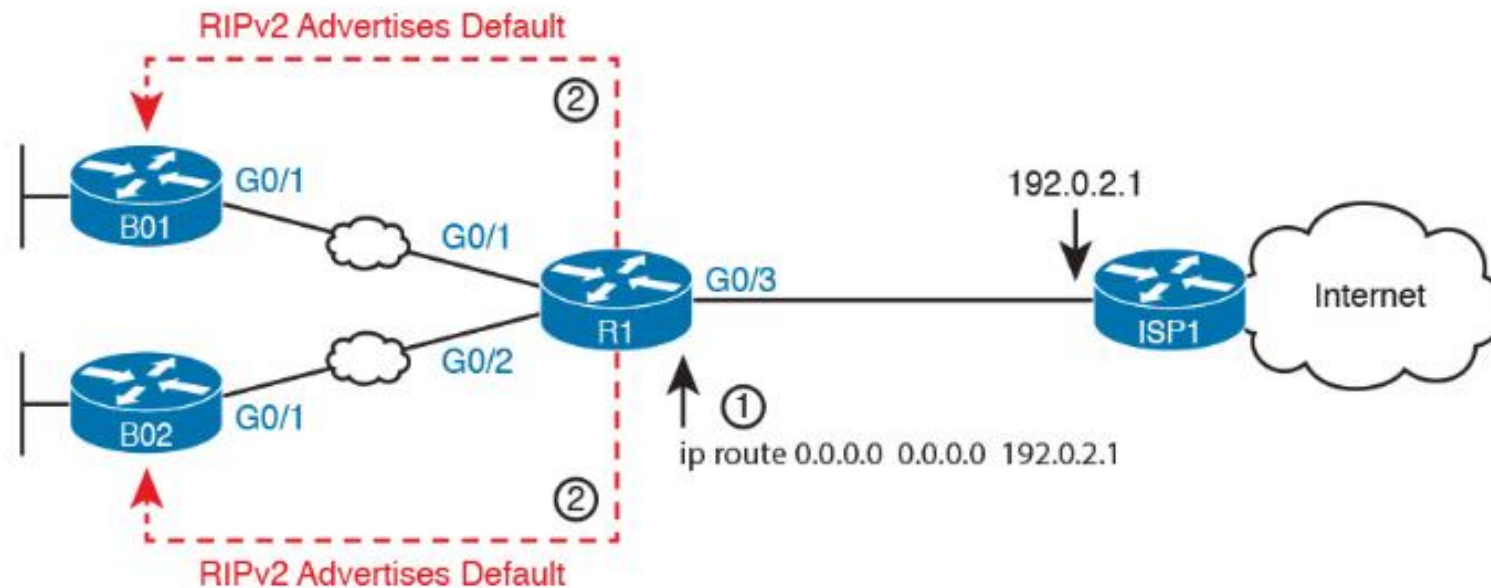 RIPv2 Advertises Default
②
G0/1
B01
G0/1
192.0.2.1
G0/3
Internet
R1
ISP1
G0/2
B02
G0/1
①
ip route 0.0.0.0 0.0.0.0 192.0.2.1
②
RIPv2 Advertises Default